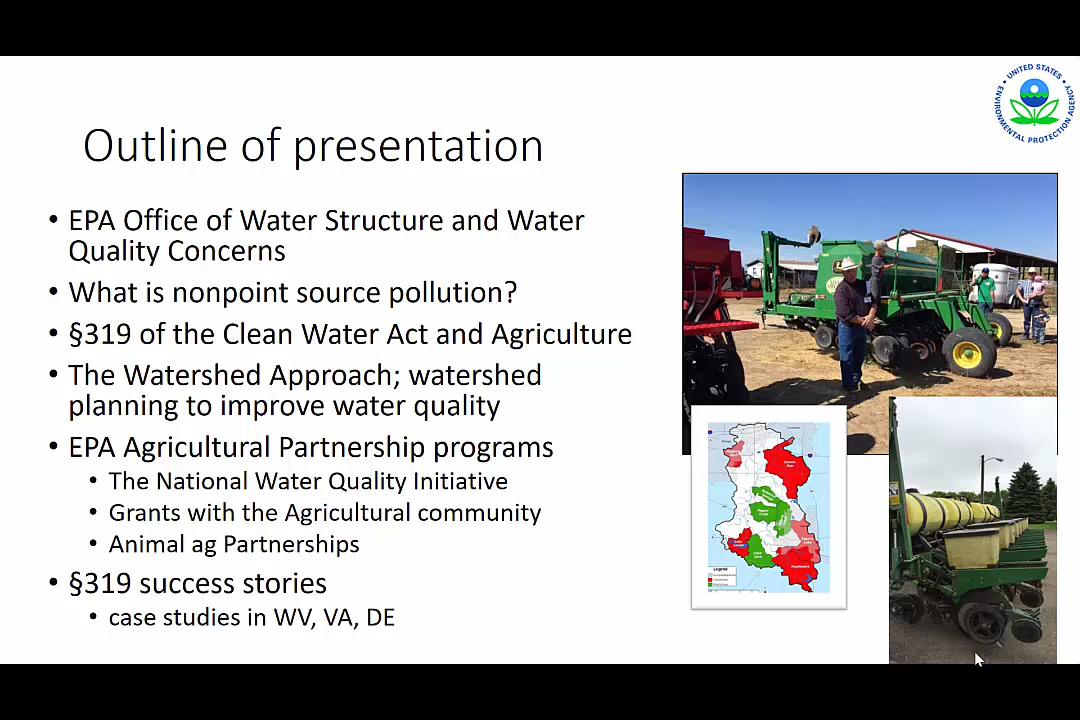 UNITED STATES
ENVIRONMENTAL PROTECTION AGENCY
Outline of presentation
• EPA Office of Water Structure and Water
Quality Concerns
• What is nonpoint source pollution?
• §319 of the Clean Water Act and Agriculture
• The Watershed Approach; watershed
planning to improve water quality
• EPA Agricultural Partnership programs
• The National Water Quality Initiative
• Grants with the Agricultural community
• Animal ag Partnerships
• §319 success stories
• case studies in WV, VA, DE
Legend